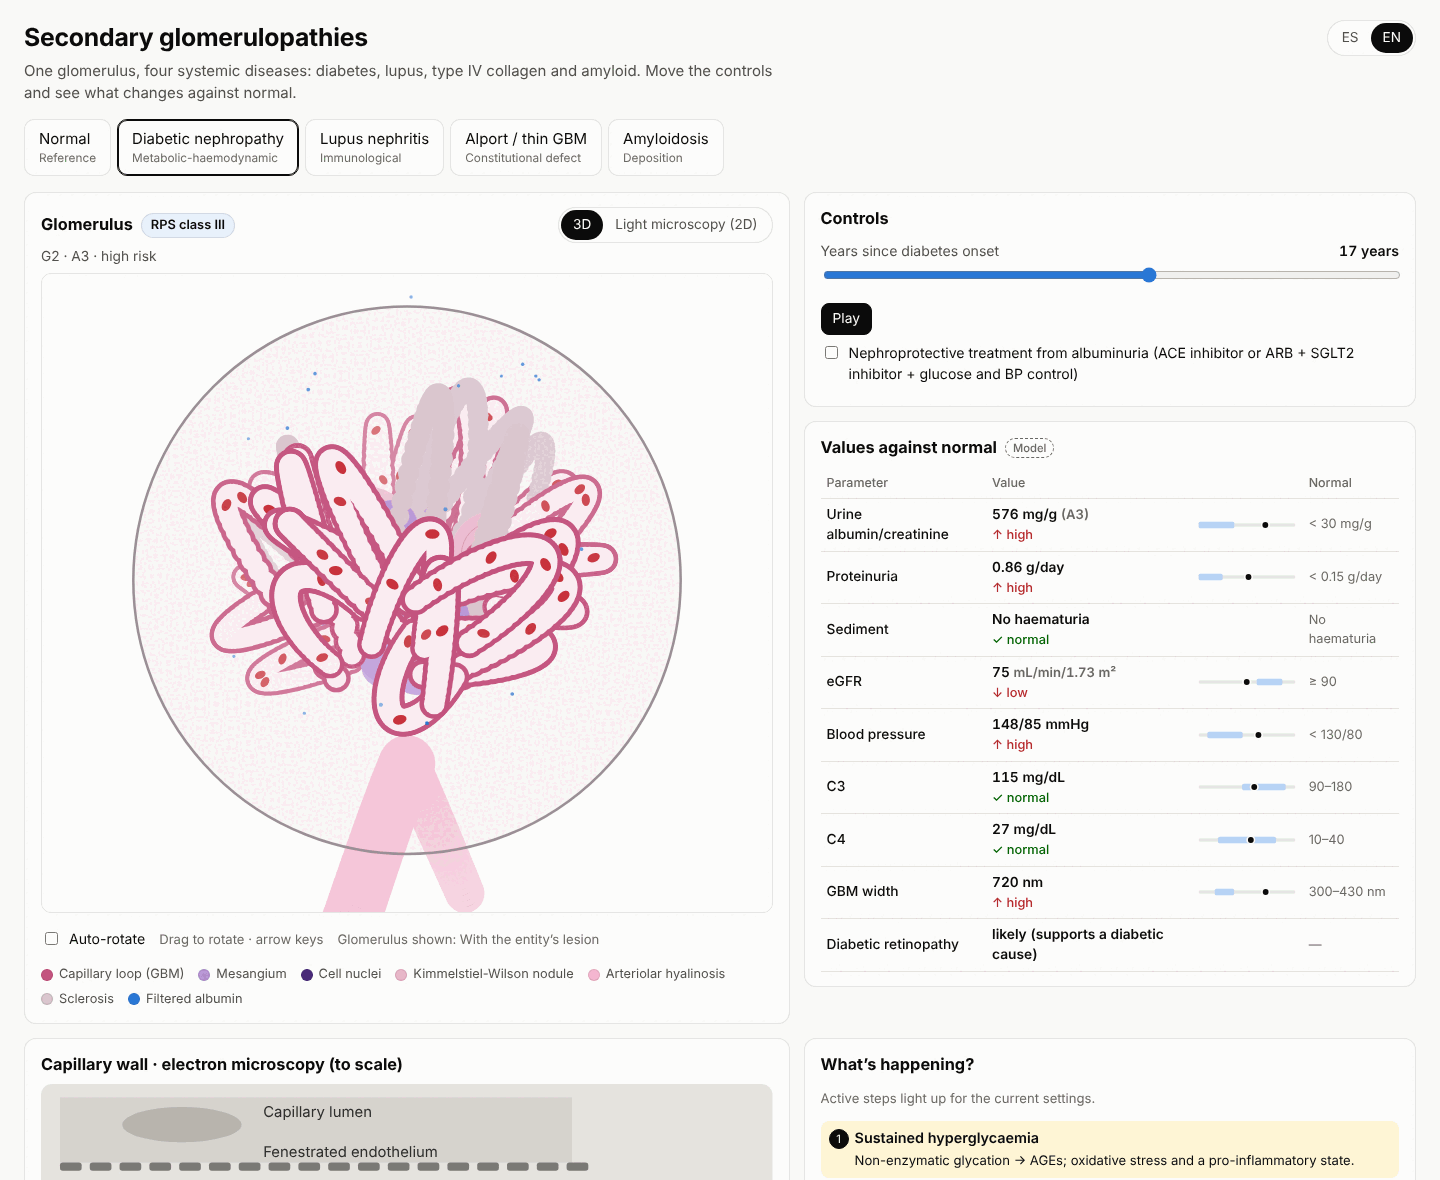 Secondary glomerulopathies
ES EN
One glomerulus, four systemic diseases: diabetes, lupus, type IV collagen and amyloid. Move the controls
and see what changes against normal.
Normal
Reference
Diabetic nephropathy
Metabolic-haemodynamic
Lupus nephritis
Immunological
Alport / thin GBM
Constitutional defect
Amyloidosis
Deposition
Glomerulus RPS class III
3D Light microscopy (2D)
G2 · A3 · high risk
Auto-rotate Drag to rotate · arrow keys Glomerulus shown: With the entity’s lesion
Capillary loop (GBM) Mesangium Cell nuclei Kimmelstiel-Wilson nodule Arteriolar hyalinosis
Sclerosis Filtered albumin
Controls
Years since diabetes onset 17 years
Play
Nephroprotective treatment from albuminuria (ACE inhibitor or ARB + SGLT2
inhibitor + glucose and BP control)
Values against normal Model
Parameter Value Normal
Urine
albumin/creatinine
576 mg/g (A3)
↑ high
< 30 mg/g
Proteinuria
0.86 g/day
↑ high
< 0.15 g/day
Sediment
No haematuria
✓ normal
No
haematuria
eGFR
75 mL/min/1.73 m²
↓ low
≥ 90
Blood pressure
148/85 mmHg
↑ high
< 130/80
C3
115 mg/dL
✓ normal
90–180
C4
27 mg/dL
✓ normal
10–40
GBM width
720 nm
↑ high
300–430 nm
Diabetic retinopathy
likely (supports a diabetic
cause)
—
Capillary wall · electron microscopy (to scale)
Capillary lumen
Fenestrated endothelium
What’s happening?
Active steps light up for the current settings.
1 Sustained hyperglycaemia
Non-enzymatic glycation → AGEs; oxidative stress and a pro-inflammatory state.